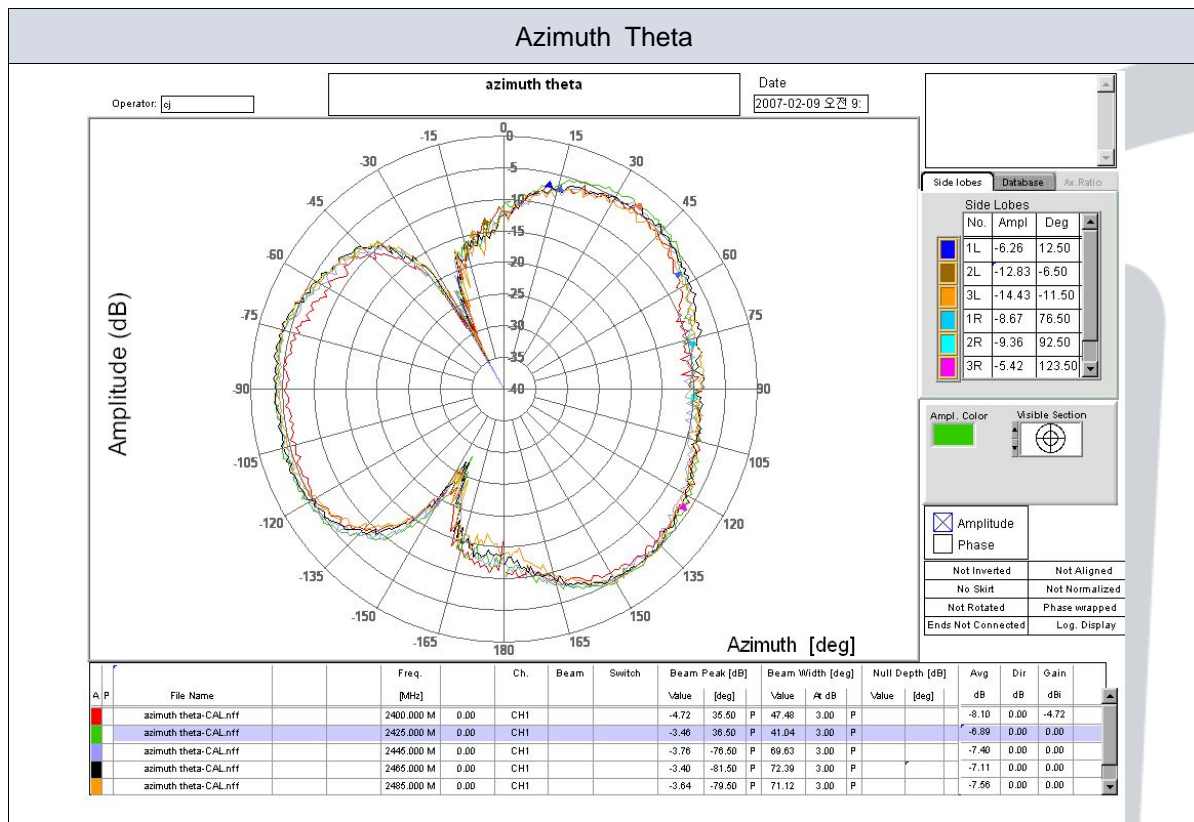 Azimuth Theta
azimuth theta
Operator: cj
Date
2007-02-09 오전 9:
Amplitude (dB)
0
15
30
45
60
75
90
105
120
135
150
165
180
-165
-150
-135
-120
-105
-90
-75
-60
-45
-30
-15
0
-5
-10
-15
-20
-25
-30
-35
-40
Azimuth [deg]
Side lobes Database Ax.Ratio
Side Lobes
No. Ampl Deg
1L -6.26 12.50
2L -12.83 -6.50
3L -14.43 -11.50
1R -8.67 76.50
2R -9.36 92.50
3R -5.42 123.50
Ampl. Color Visible Section
Amplitude
Phase
Not Inverted Not Aligned
No Skirt Not Normalized
Not Rotated Phase wrapped
Ends Not Connected Log. Display
Freq. Ch. Beam Switch Beam Peak [dB] Beam Width [deg] Null Depth [dB] Avg Dir Gain
A P File Name [MHz] Value [deg] Value At dB Value [deg] dB dB dBi
azimuth theta-CAL.nff 2400.000 M 0.00 CH1 -4.72 35.50 P 47.48 3.00 P -8.10 0.00 -4.72
azimuth theta-CAL.nff 2425.000 M 0.00 CH1 -3.46 36.50 P 41.04 3.00 P -6.89 0.00 0.00
azimuth theta-CAL.nff 2445.000 M 0.00 CH1 -3.76 -76.50 P 69.63 3.00 P -7.40 0.00 0.00
azimuth theta-CAL.nff 2465.000 M 0.00 CH1 -3.40 -81.50 P 72.39 3.00 P -7.11 0.00 0.00
azimuth theta-CAL.nff 2485.000 M 0.00 CH1 -3.64 -79.50 P 71.12 3.00 P -7.56 0.00 0.00